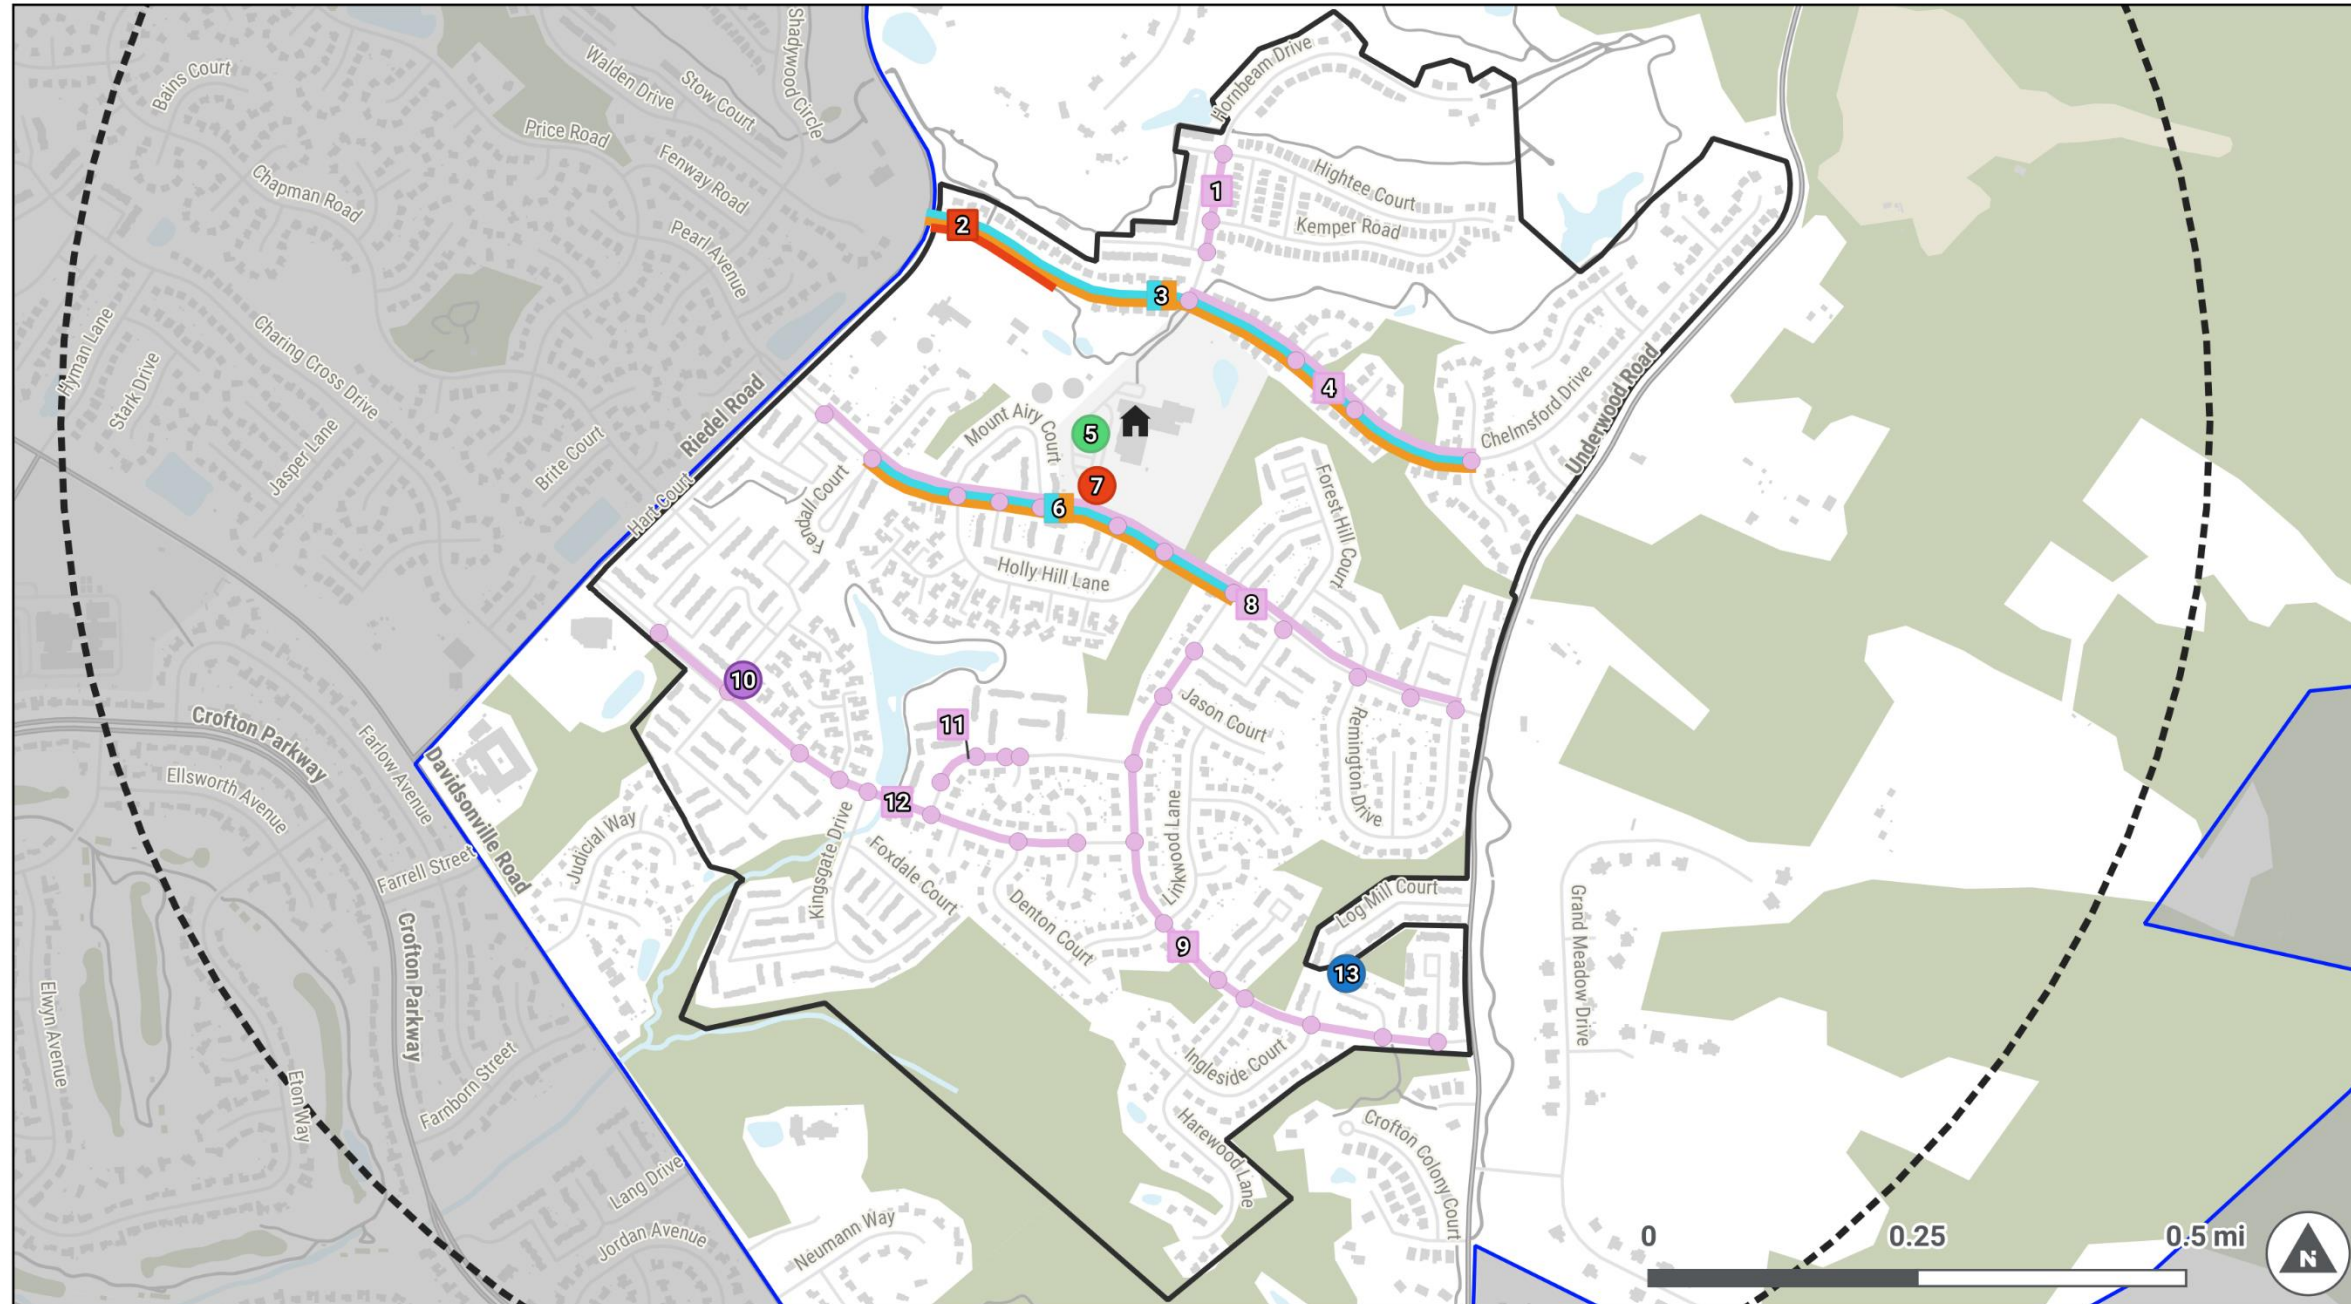 Bains Court
Walden Drive
Stow Court
Shadywood Circle
Price Road
Fenway Road
Chapman Road
Pearl Avenue
Hyman Lane
Stark Drive
Charing Cross Drive
Jasper Lane
Brite Court
Riedel Road
Hart Court
Hornbeam Drive
1
Hightee Court
Kemper Road
2
3
4
Chelmsford Drive
Underwood Road
Mount Airy
Court
5
7
6
Fenpall Court
Holly Hill Lane
Forest Hill Court
8
10
11
12
Jason Court
Remington Drive
Linkwood Lane
Crofton Parkway
Farlow Avenue
Ellsworth Avenue
Davidsonville Road
Judicial Way
Farrell Street
Kingsgate Drive
Foxdale Court
Denton Court
9
Log Mill Court
13
Grand Meadow Drive
Crofton Parkway
Elwyn Avenue
Eton Way
Farnborn Street
Ingleside Court
Harewood Lane
Crofton Colony Court
Lang Drive
Jordan Avenue
Neumann Way
0
0.25
0.5 mi
N